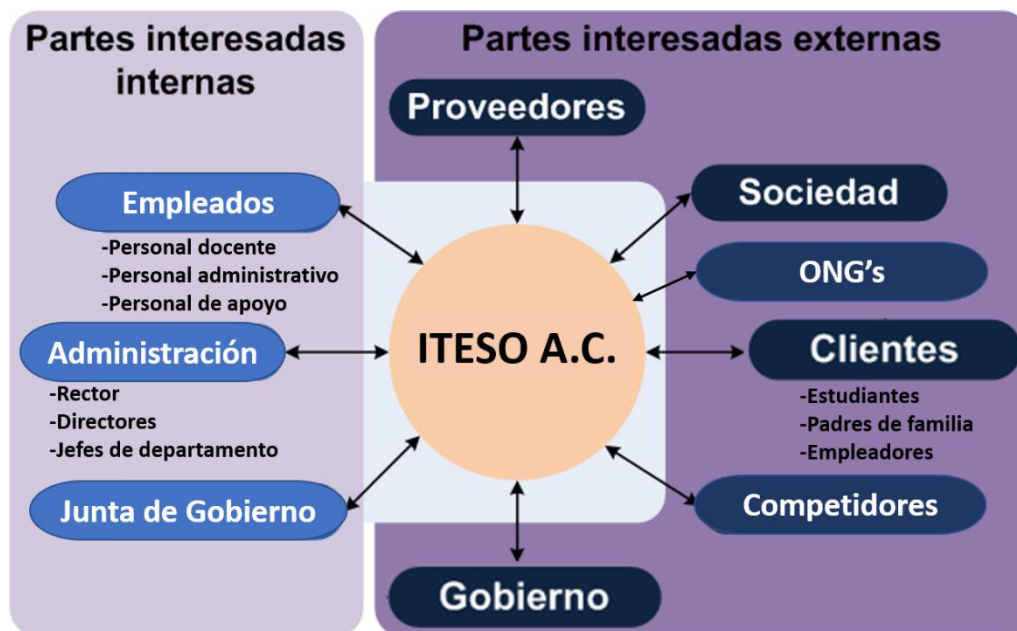 Partes interesadas
internas
Empleados
-Personal docente
-Personal administrativo
-Personal de apoyo
Administración
-Rector
-Directores
-Jefes de departamento
Junta de Gobierno
ITESO A.C.
Partes interesadas externas
Proveedores
Sociedad
ONG’s
Clientes
-Estudiantes
-Padres de familia
-Empleadores
Competidores
Gobierno